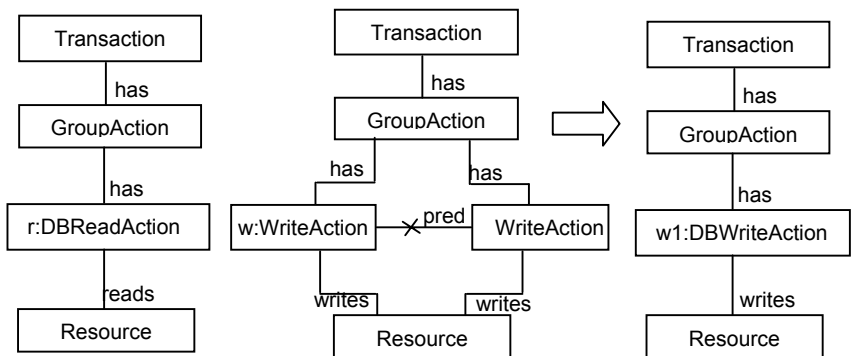 Transaction
has
GroupAction
has
r:DBReadAction
reads
Resource
Transaction
has
GroupAction
has
has
w:WriteAction
pred
WriteAction
writes
writes
Resource
Transaction
has
GroupAction
has
w1:DBWriteAction
writes
Resource